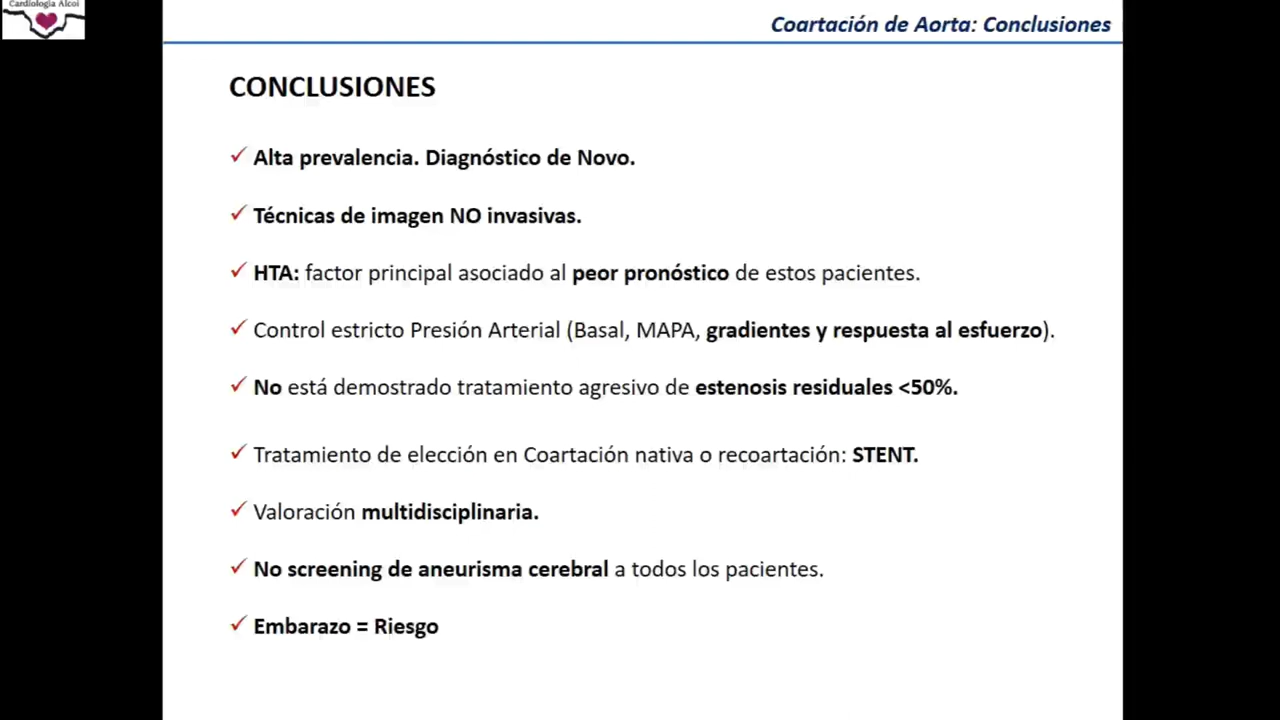 Cardiología Alcoi
Coartación de Aorta: Conclusiones
CONCLUSIONES
✓ Alta prevalencia. Diagnóstico de Novo.
✓ Técnicas de imagen NO invasivas.
✓ HTA: factor principal asociado al peor pronóstico de estos pacientes.
✓ Control estricto Presión Arterial (Basal, MAPA, gradientes y respuesta al esfuerzo).
✓ No está demostrado tratamiento agresivo de estenosis residuales <50%.
✓ Tratamiento de elección en Coartación nativa o recoartación: STENT.
✓ Valoración multidisciplinaria.
✓ No screening de aneurisma cerebral a todos los pacientes.
✓ Embarazo = Riesgo